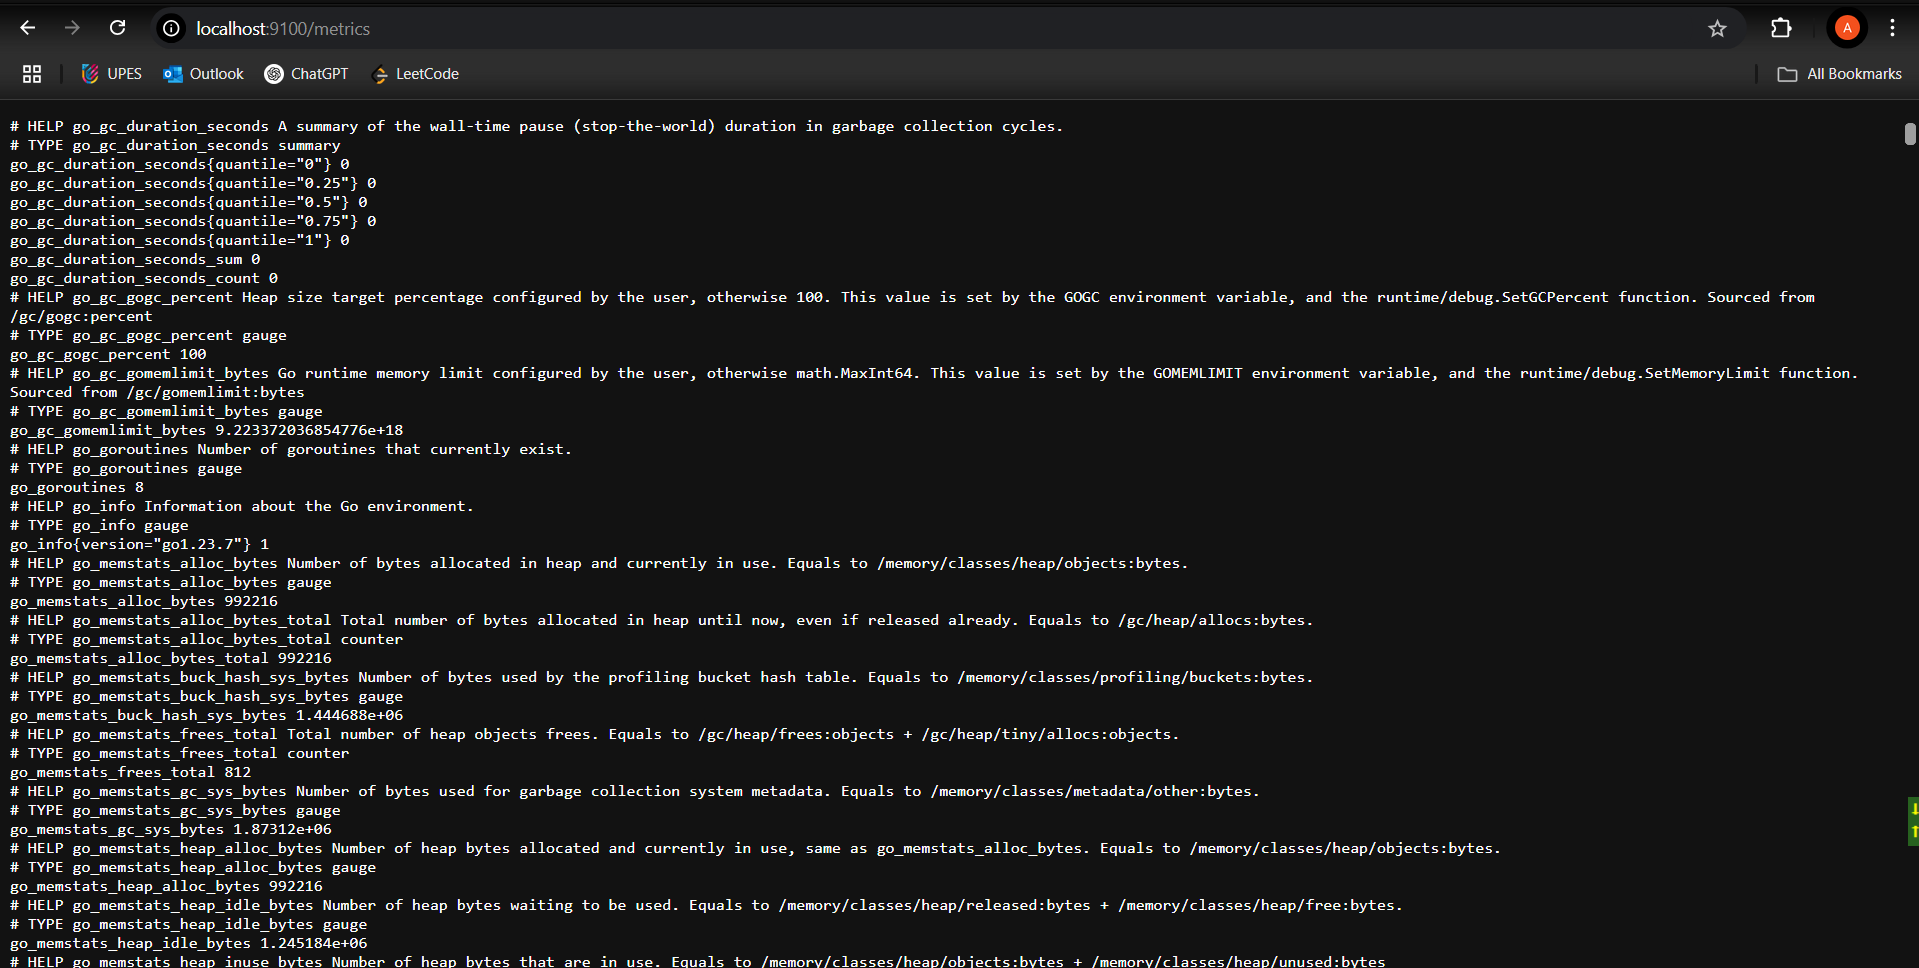 localhost:9100/metrics
A
UPES
Outlook
ChatGPT
LeetCode
All Bookmarks
# HELP go_gc_duration_seconds A summary of the wall-time pause (stop-the-world) duration in garbage collection cycles.
# TYPE go_gc_duration_seconds summary
go_gc_duration_seconds{quantile="0"} 0
go_gc_duration_seconds{quantile="0.25"} 0
go_gc_duration_seconds{quantile="0.5"} 0
go_gc_duration_seconds{quantile="0.75"} 0
go_gc_duration_seconds{quantile="1"} 0
go_gc_duration_seconds_sum 0
go_gc_duration_seconds_count 0
# HELP go_gc_gogc_percent Heap size target percentage configured by the user, otherwise 100. This value is set by the GOGC environment variable, and the runtime/debug.SetGCPercent function. Sourced from
/gc/gogc:percent
# TYPE go_gc_gogc_percent gauge
go_gc_gogc_percent 100
# HELP go_gc_gomemlimit_bytes Go runtime memory limit configured by the user, otherwise math.MaxInt64. This value is set by the GOMEMLIMIT environment variable, and the runtime/debug.SetMemoryLimit function.
Sourced from /gc/gomemlimit:bytes
# TYPE go_gc_gomemlimit_bytes gauge
go_gc_gomemlimit_bytes 9.223372036854776e+18
# HELP go_goroutines Number of goroutines that currently exist.
# TYPE go_goroutines gauge
go_goroutines 8
# HELP go_info Information about the Go environment.
# TYPE go_info gauge
go_info{version="go1.23.7"} 1
# HELP go_memstats_alloc_bytes Number of bytes allocated in heap and currently in use. Equals to /memory/classes/heap/objects:bytes.
# TYPE go_memstats_alloc_bytes gauge
go_memstats_alloc_bytes 992216
# HELP go_memstats_alloc_bytes_total Total number of bytes allocated in heap until now, even if released already. Equals to /gc/heap/allocs:bytes.
# TYPE go_memstats_alloc_bytes_total counter
go_memstats_alloc_bytes_total 992216
# HELP go_memstats_buck_hash_sys_bytes Number of bytes used by the profiling bucket hash table. Equals to /memory/classes/profiling/buckets:bytes.
# TYPE go_memstats_buck_hash_sys_bytes gauge
go_memstats_buck_hash_sys_bytes 1.444688e+06
# HELP go_memstats_frees_total Total number of heap objects frees. Equals to /gc/heap/frees:objects + /gc/heap/tiny/allocs:objects.
# TYPE go_memstats_frees_total counter
go_memstats_frees_total 812
# HELP go_memstats_gc_sys_bytes Number of bytes used for garbage collection system metadata. Equals to /memory/classes/metadata/other:bytes.
# TYPE go_memstats_gc_sys_bytes gauge
go_memstats_gc_sys_bytes 1.87312e+06
# HELP go_memstats_heap_alloc_bytes Number of heap bytes allocated and currently in use, same as go_memstats_alloc_bytes. Equals to /memory/classes/heap/objects:bytes.
# TYPE go_memstats_heap_alloc_bytes gauge
go_memstats_heap_alloc_bytes 992216
# HELP go_memstats_heap_idle_bytes Number of heap bytes waiting to be used. Equals to /memory/classes/heap/released:bytes + /memory/classes/heap/free:bytes.
# TYPE go_memstats_heap_idle_bytes gauge
go_memstats_heap_idle_bytes 1.245184e+06
# HELP go_memstats_heap_inuse_bytes Number of heap bytes that are in use. Equals to /memory/classes/heap/objects:bytes + /memory/classes/heap/unused:bytes